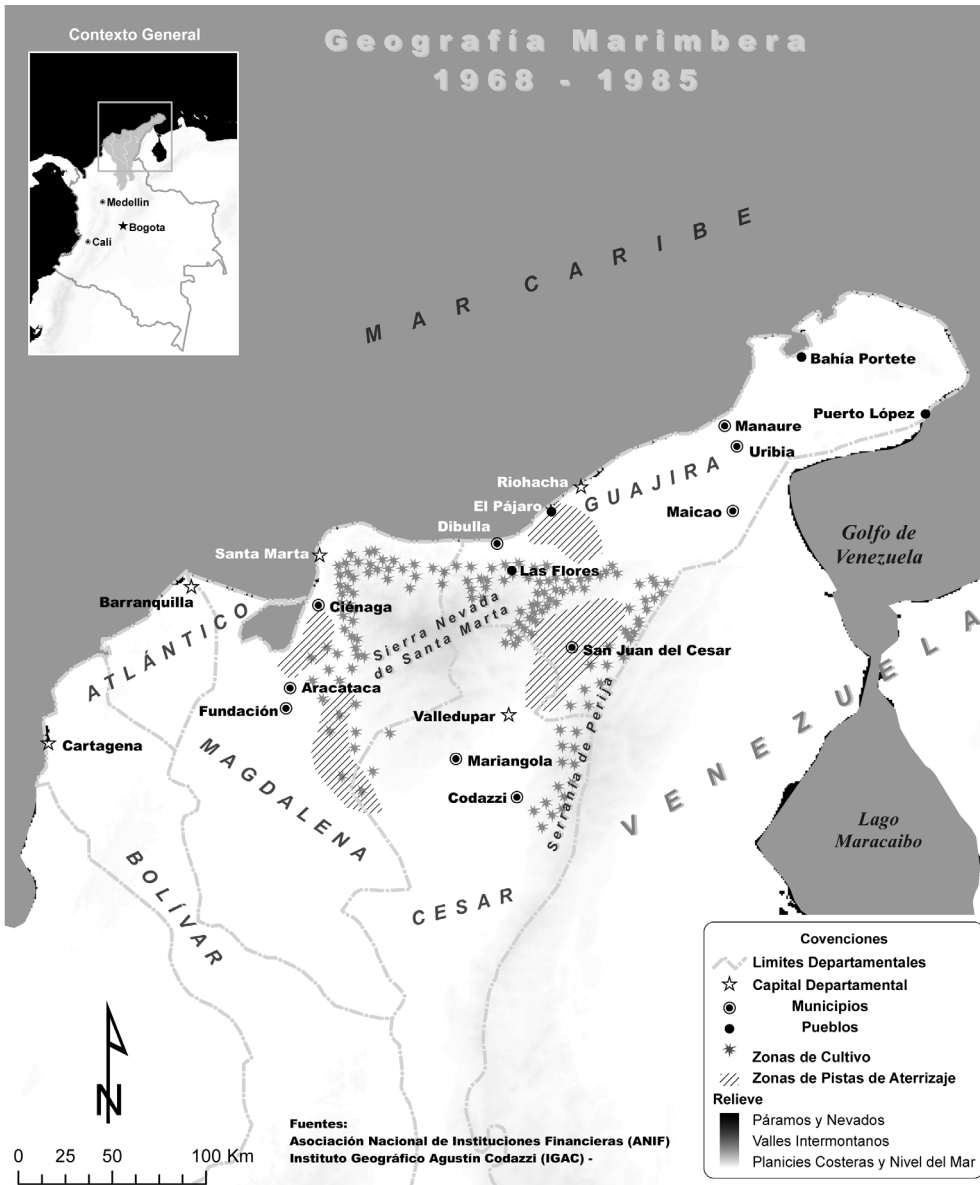 Contexto General
Medellin
Bogota
Cali
Geografía Marimbera
1968 - 1985
MAR CARIBE
Bahía Portete
Puerto López
Manaure
Uribia
Riohacha
GUAJIRA
El Pájaro
Maicao
Dibulla
Golfo de
Venezuela
Santa Marta
Las Flores
Barranquilla
Ciénaga
Sierra Nevada
de Santa Marta
ATLÁNTICO
San Juan del Cesar
Aracataca
Fundación
Valledupar
Serranía de Perija
VENEZUELA
Cartagena
MAGDALENA
Mariangola
Codazzi
Lago
Maracaibo
BOLÍVAR
CESAR
Covenciones
Limites Departamentales
Capital Departamental
Municipios
Pueblos
Zonas de Cultivo
Zonas de Pistas de Aterrizaje
Relieve
Páramos y Nevados
Valles Intermontanos
Planicies Costeras y Nivel del Mar
N
Fuentes:
Asociación Nacional de Instituciones Financieras (ANIF)
Instituto Geográfico Agustín Codazzi (IGAC) -
0 25 50 100 Km